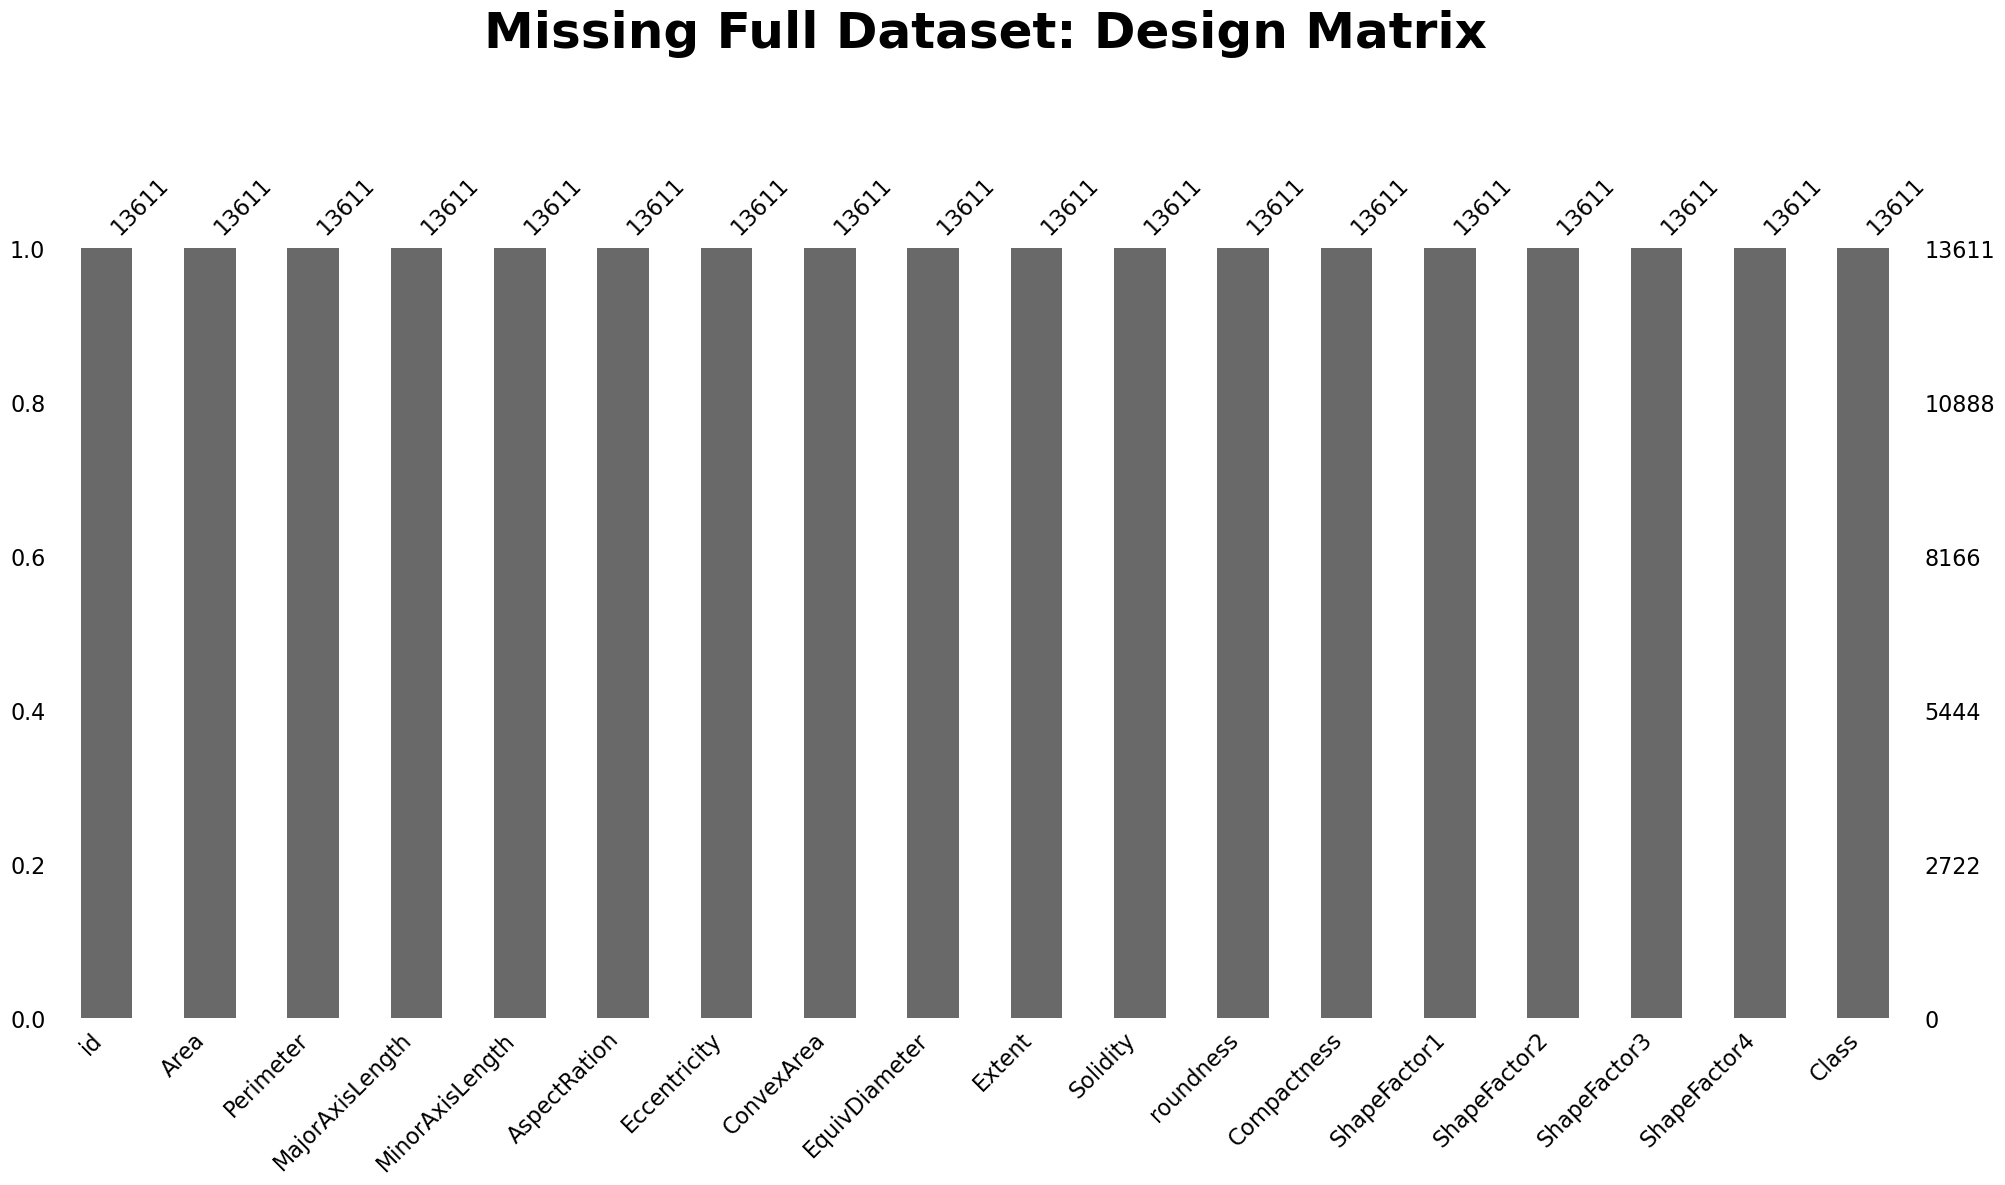 Missing Full Dataset: Design Matrix
13611 13611 13611 13611 13611 13611 13611 13611 13611 13611 13611 13611 13611 13611 13611 13611 13611 13611
1.0 13611
0.8 10888
0.6 8166
0.4 5444
0.2 2722
0.0 0
id Area Perimeter MajorAxisLength MinorAxisLength AspectRation Eccentricity ConvexArea EquivDiameter Extent Solidity roundness Compactness ShapeFactor1 ShapeFactor2 ShapeFactor3 ShapeFactor4 Class